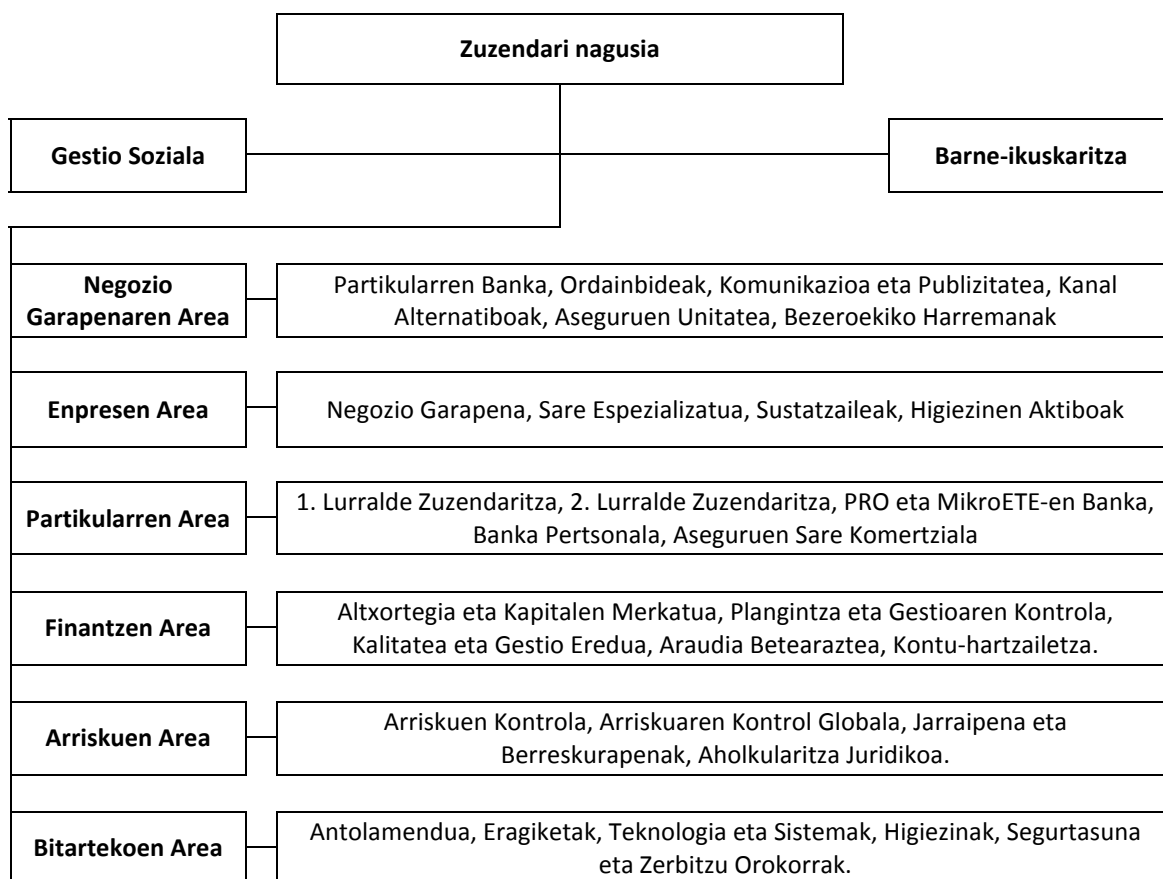 Zuzendari nagusia
Gestio Soziala
Barne-ikuskaritza
Negozio
Garapenaren Area
Partikularren Banka, Ordainbideak, Komunikazioa eta Publizitatea, Kanal
Alternatiboak, Aseguruen Unitatea, Bezeroekiko Harremanak
Enpresen Area
Negozio Garapena, Sare Espezializatua, Sustatzaileak, Higiezinen Aktiboak
Partikularren Area
1. Lurralde Zuzendaritza, 2. Lurralde Zuzendaritza, PRO eta MikroETE-en Banka,
Banka Pertsonala, Aseguruen Sare Komertziala
Finantzen Area
Altxortegia eta Kapitalen Merkatua, Plangintza eta Gestioaren Kontrola,
Kalitatea eta Gestio Eredua, Araudia Betearaztea, Kontu-hartzailetza.
Arriskuen Area
Arriskuen Kontrola, Arriskuaren Kontrol Globala, Jarraipena eta
Berreskurapenak, Aholkularitza Juridikoa.
Bitartekoen Area
Antolamendua, Eragiketak, Teknologia eta Sistemak, Higiezinak, Segurtasuna
eta Zerbitzu Orokorrak.